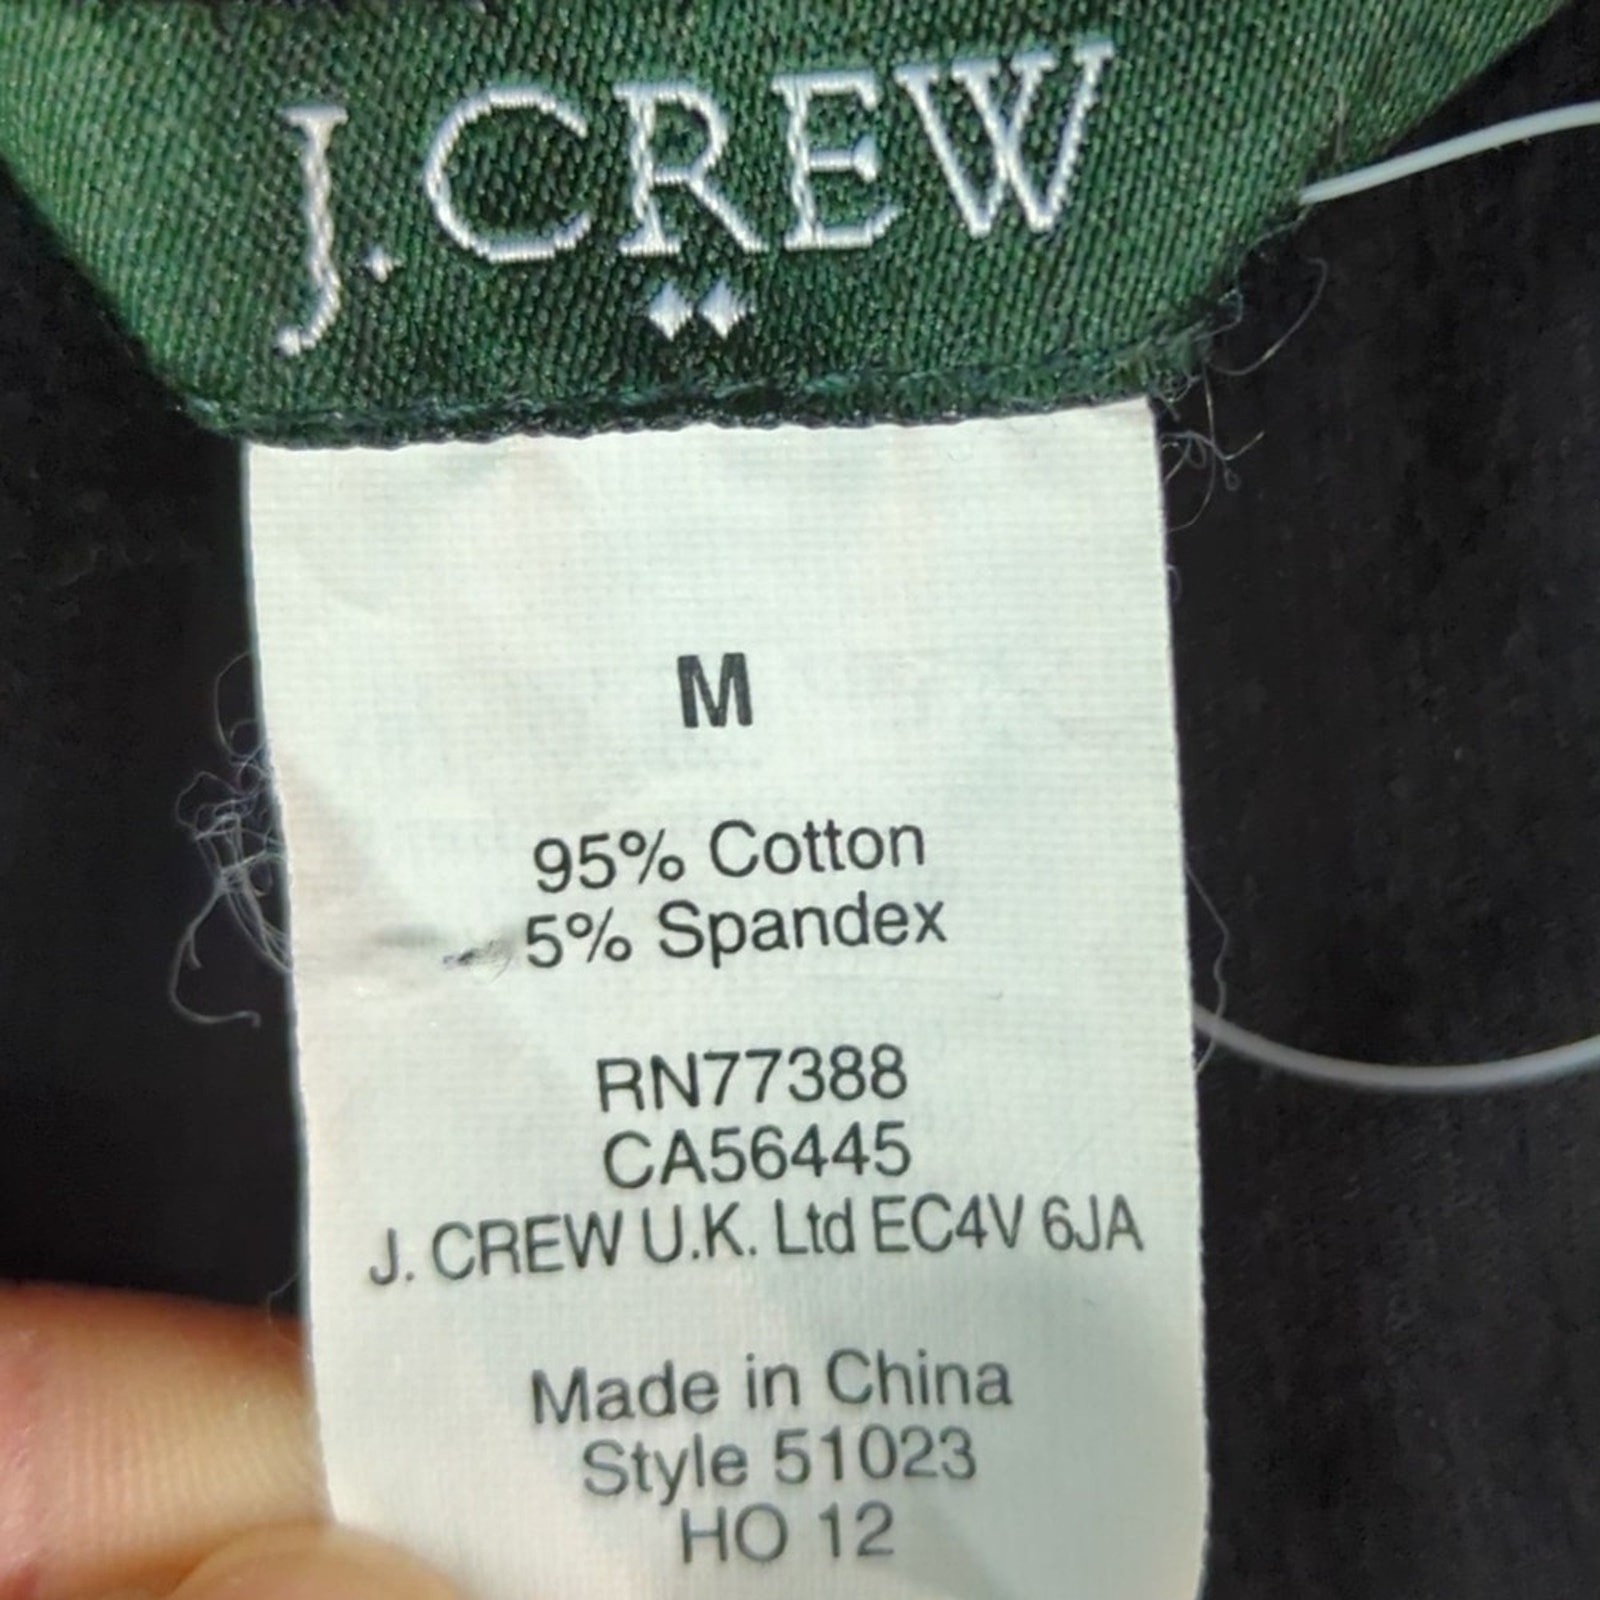 J.CREW
M
95% Cotton
5% Spandex
RN77388
CA56445
J. CREW U.K. Ltd EC4V 6JA
Made in China
Style 51023
HO 12